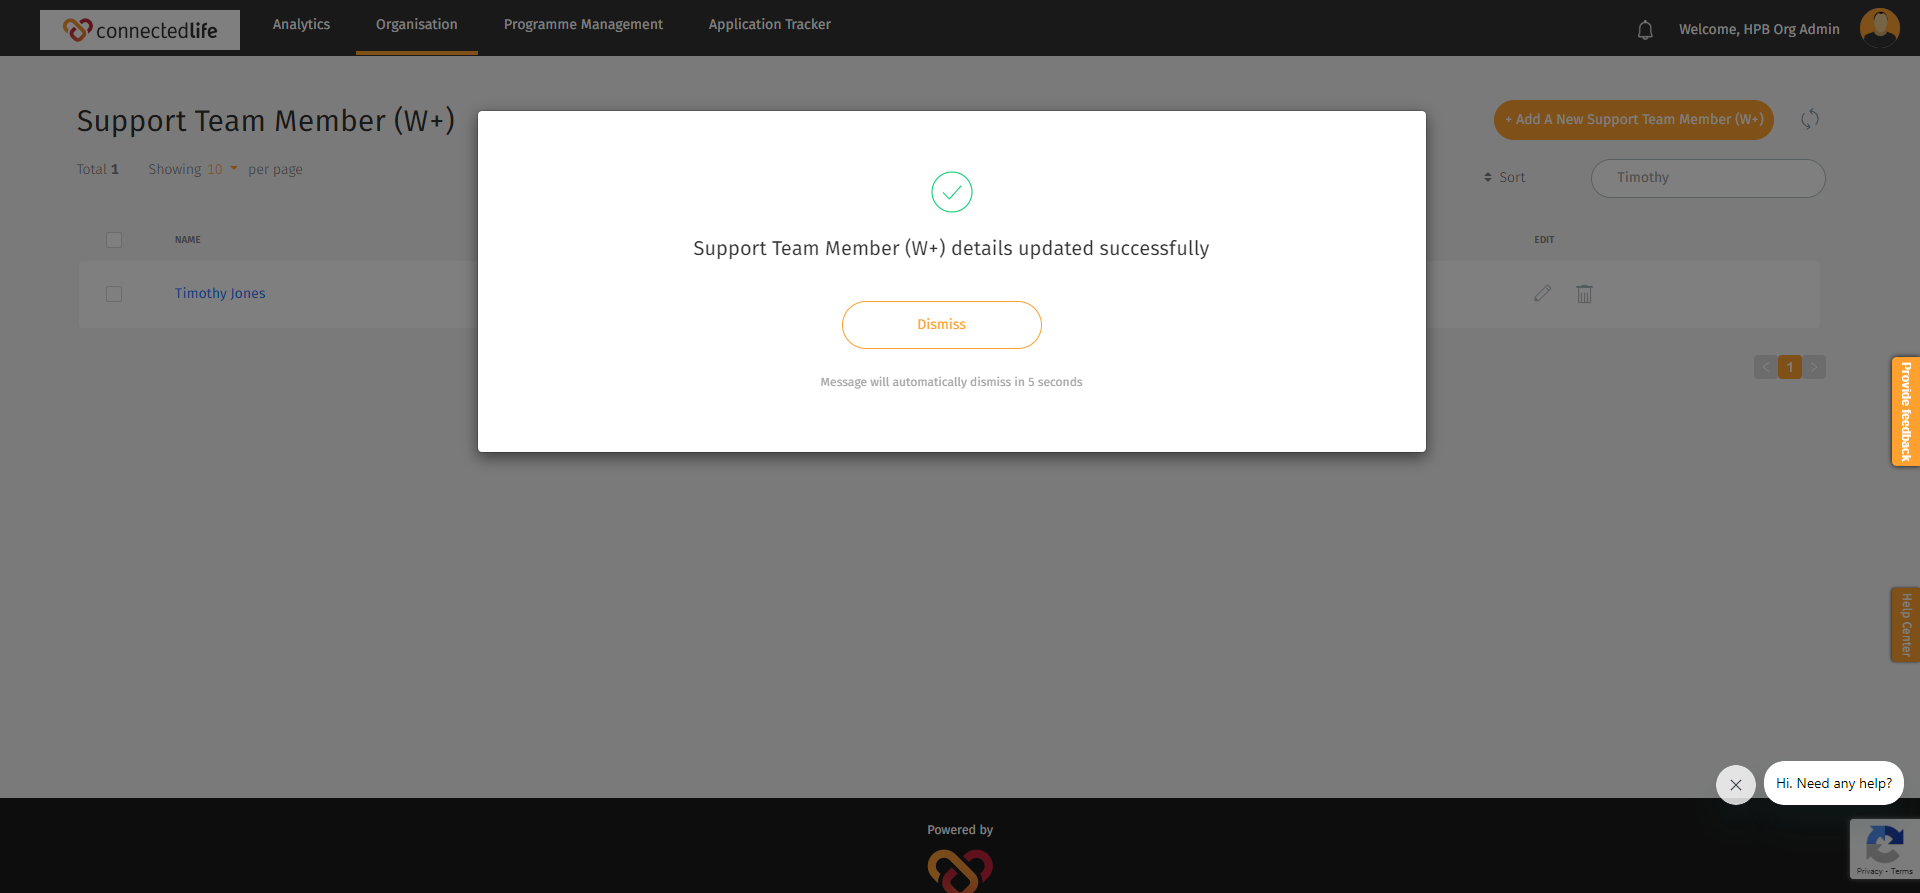 connectedlife
Analytics
Organisation
Programme Management
Application Tracker
Welcome, HPB Org Admin
Support Team Member (W+)
+ Add A New Support Team Member (W+)
Total 1
Showing 10 per page
Sort
Timothy
NAME
EDIT
Timothy Jones
Support Team Member (W+) details updated successfully
Dismiss
Message will automatically dismiss in 5 seconds
< 1 >
Provide feedback
Help Center
Hi. Need any help?
Powered by
Privacy - Terms